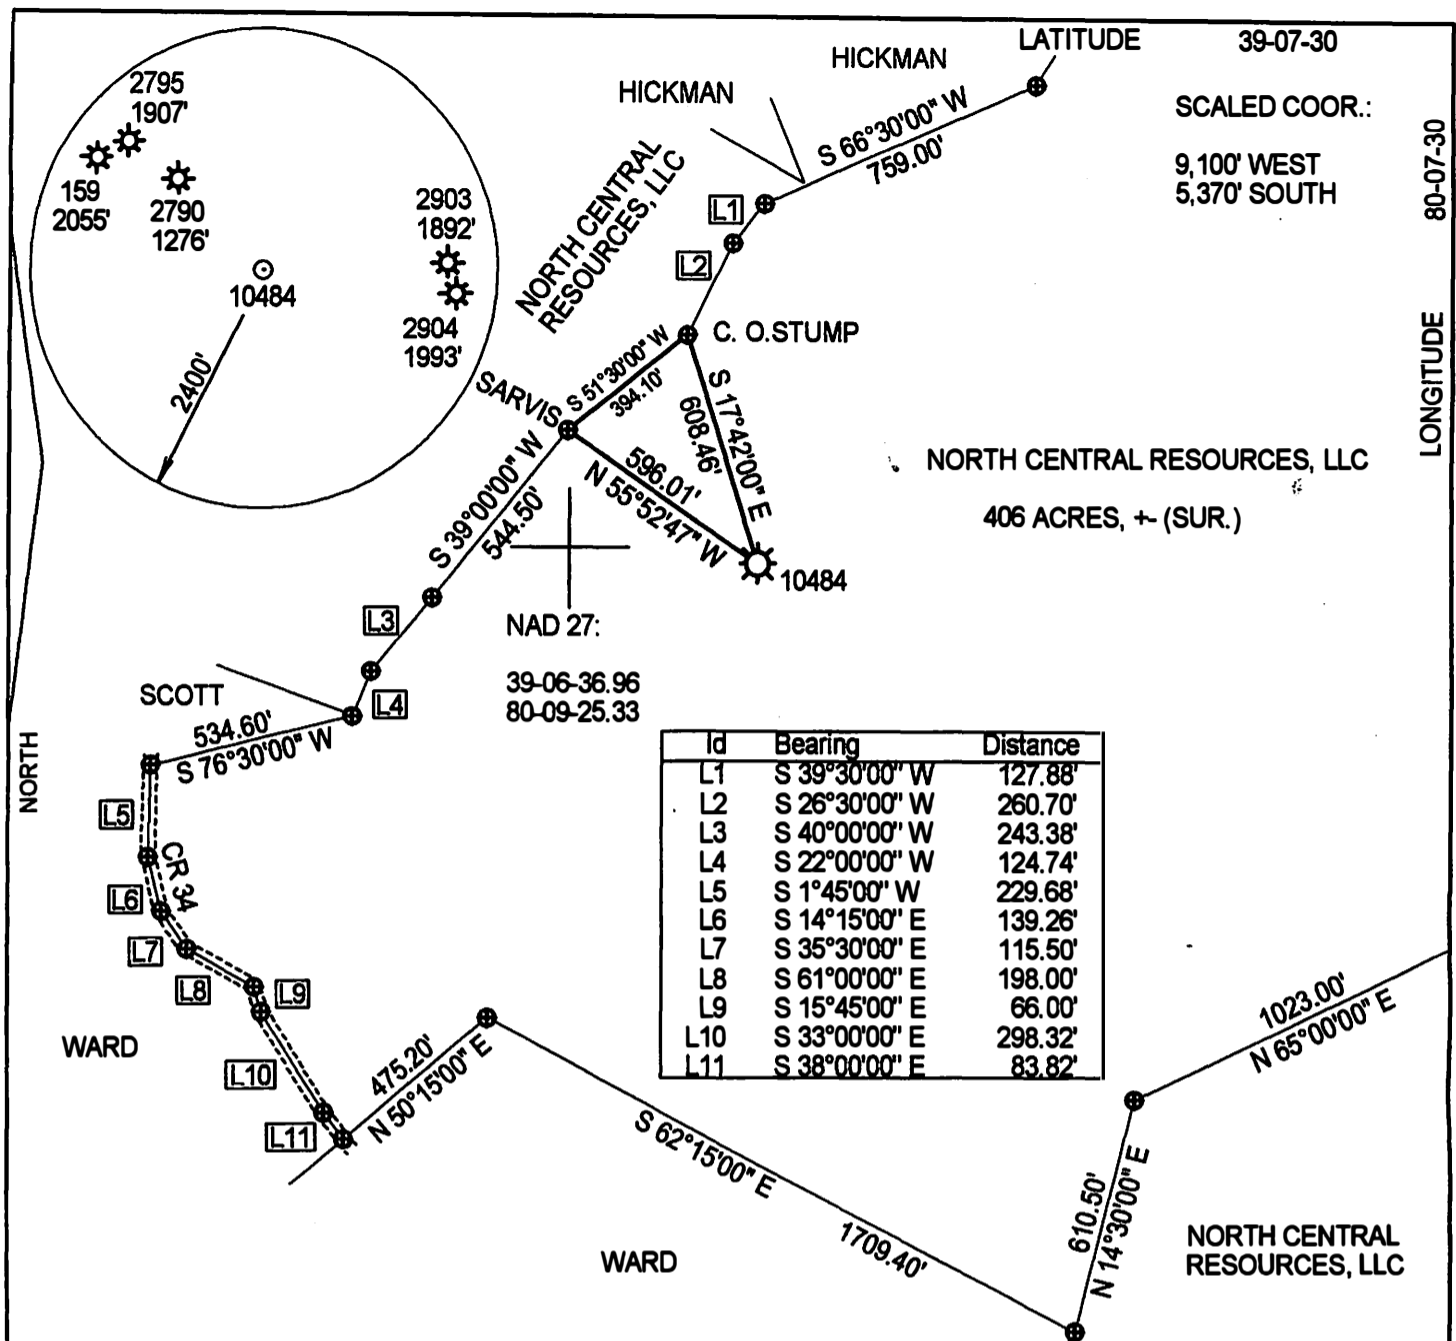 LATITUDE
39-07-30
HICKMAN
HICKMAN
SCALED COOR.:
9,100' WEST
5,370' SOUTH
80-07-30
LONGITUDE
2795
1907'
159
2055'
2790
1276'
2903
1892'
10484
2904
1993'
2400'
S 66°30'00" W
759.00'
NORTH CENTRAL
RESOURCES, LLC
L1
L2
C. O.STUMP
SARVIS
S 51°30'00" W
394.10'
S 17°42'00" E
608.46'
596.01'
N 55°52'47" W
10484
NORTH CENTRAL RESOURCES, LLC
406 ACRES, +- (SUR.)
S 39°00'00" W
544.50'
L3
L4
NAD 27:
39-06-36.96
80-09-25.33
SCOTT
534.60'
S 76°30'00" W
NORTH
L5
CR 34
L6
L7
L8
L9
L10
L11
WARD
Id Bearing Distance
L1 S 39°30'00" W 127.88'
L2 S 26°30'00" W 260.70'
L3 S 40°00'00" W 243.38'
L4 S 22°00'00" W 124.74'
L5 S 1°45'00" W 229.68'
L6 S 14°15'00" E 139.26'
L7 S 35°30'00" E 115.50'
L8 S 61°00'00" E 198.00'
L9 S 15°45'00" E 66.00'
L10 S 33°00'00" E 298.32'
L11 S 38°00'00" E 83.82'
475.20'
N 50°15'00" E
S 62°15'00" E
1709.40'
WARD
610.50'
N 14°30'00" E
1023.00'
N 65°00'00" E
NORTH CENTRAL
RESOURCES, LLC